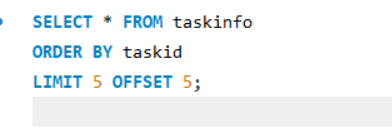 SELECT * FROM taskinfo
ORDER BY taskid
LIMIT 5 OFFSET 5;